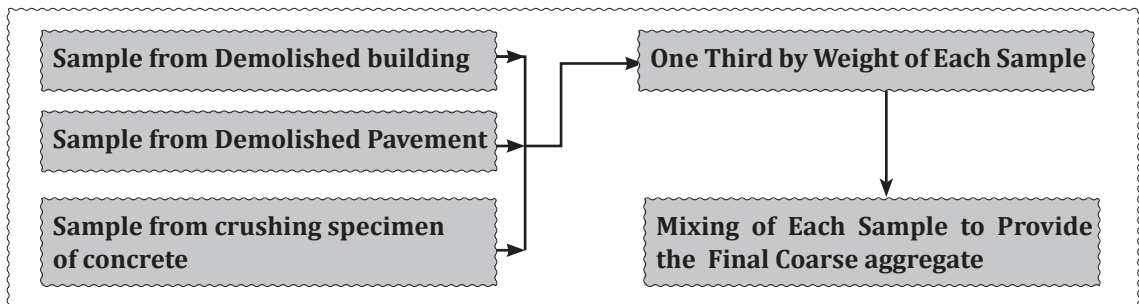 Sample from Demolished building
One Third by Weight of Each Sample
Sample from Demolished Pavement
Sample from crushing specimen
of concrete
Mixing of Each Sample to Provide
the Final Coarse aggregate